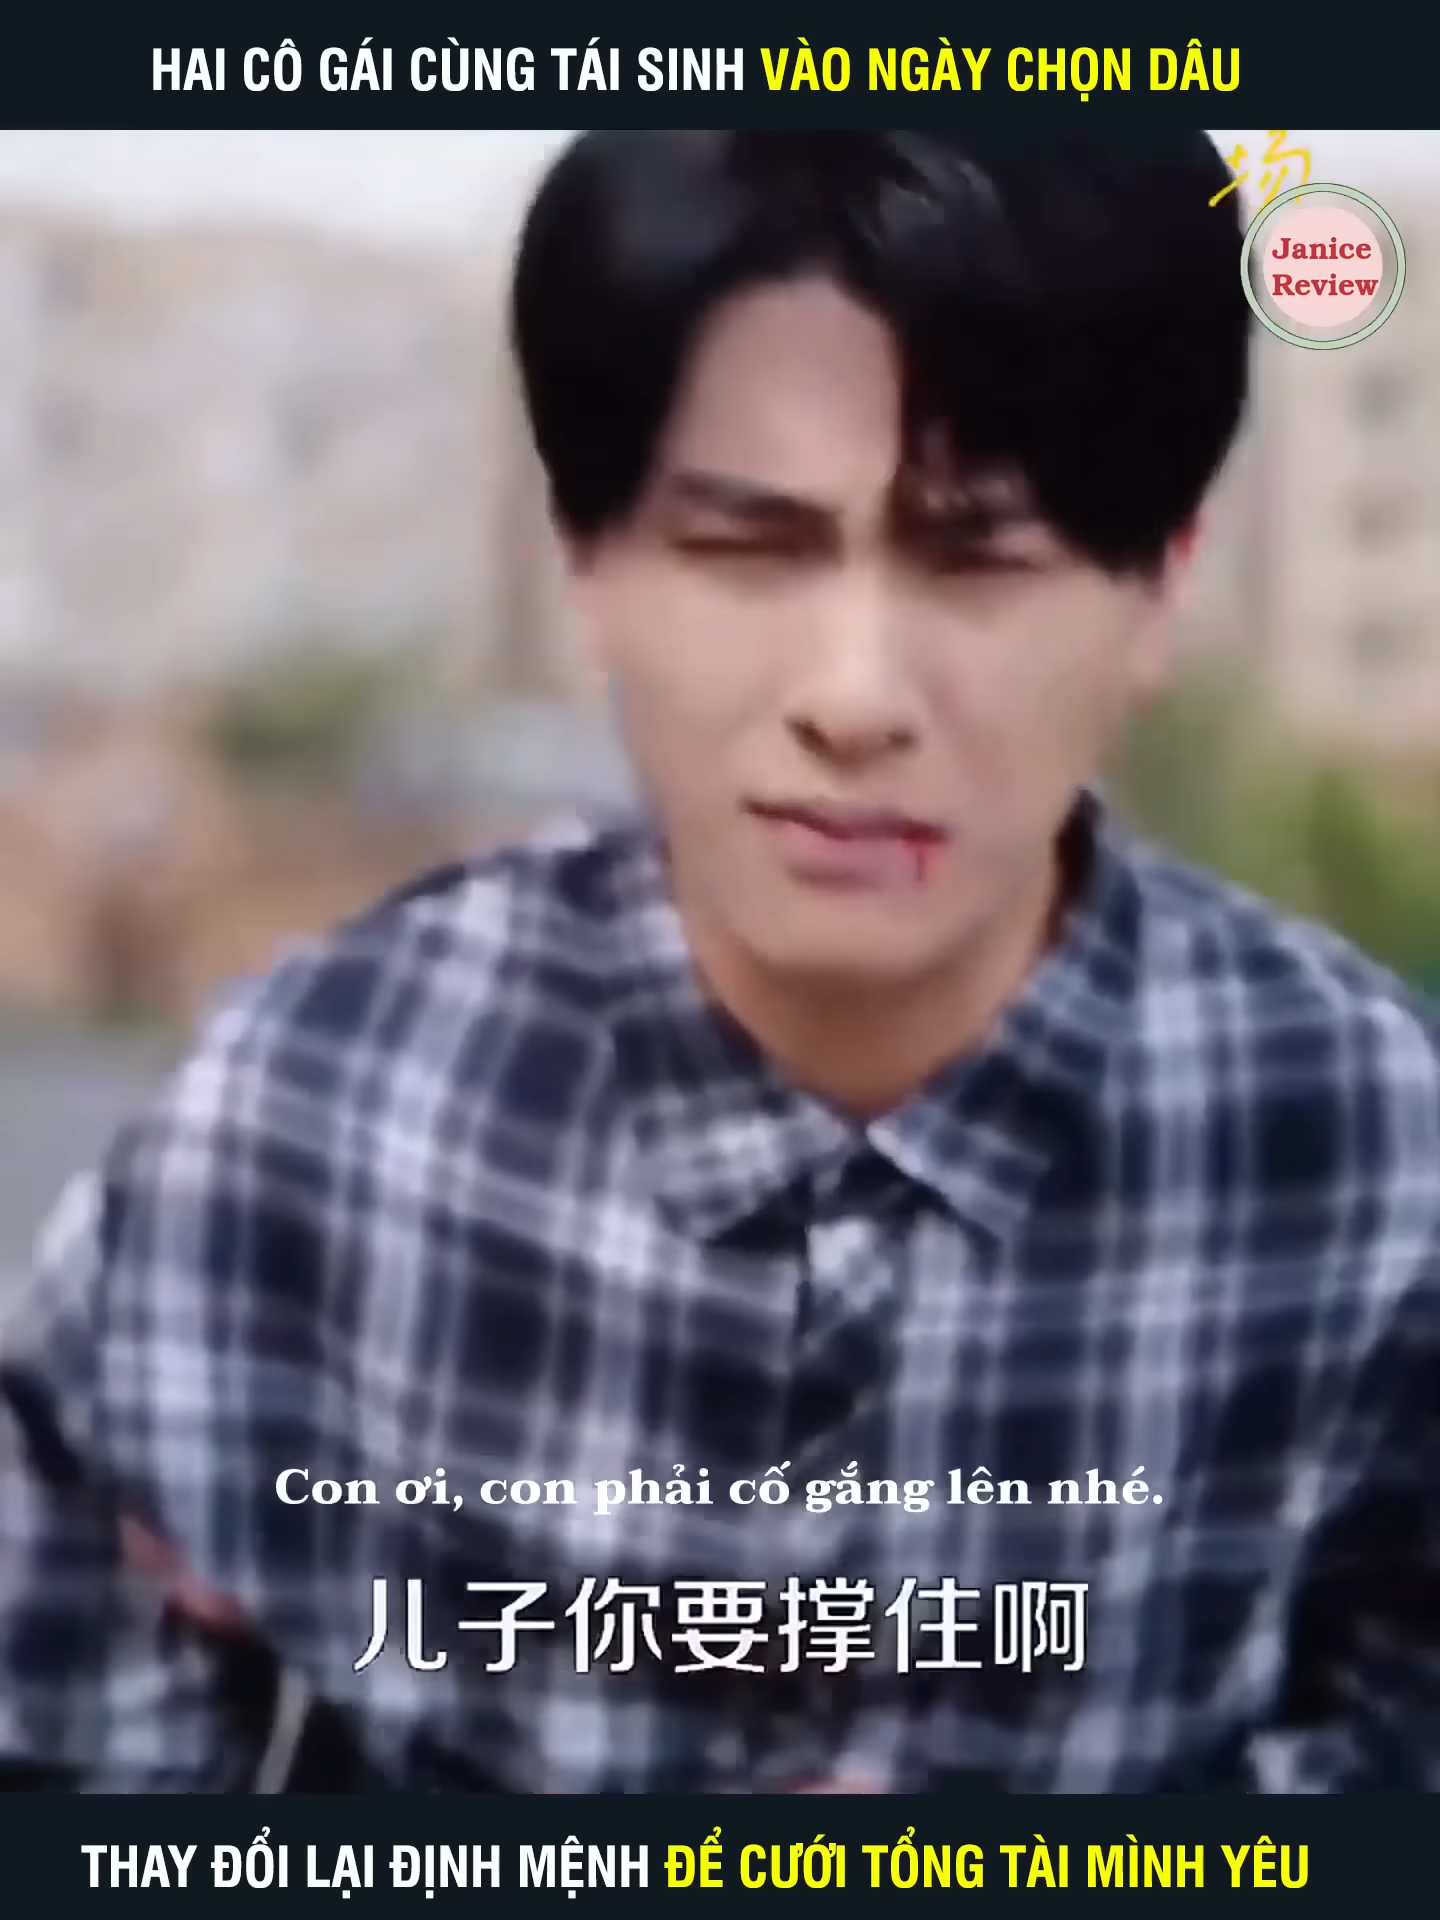 HAI CÔ GÁI CÙNG TÁI SINH VÀO NGÀY CHỌN DÂU
场
Janice
Review
Con ơi, con phải cố gắng lên nhé.
儿子你要撑住啊
THAY ĐỔI LẠI ĐỊNH MỆNH ĐỂ CƯỚI TỔNG TÀI MÌNH YÊU